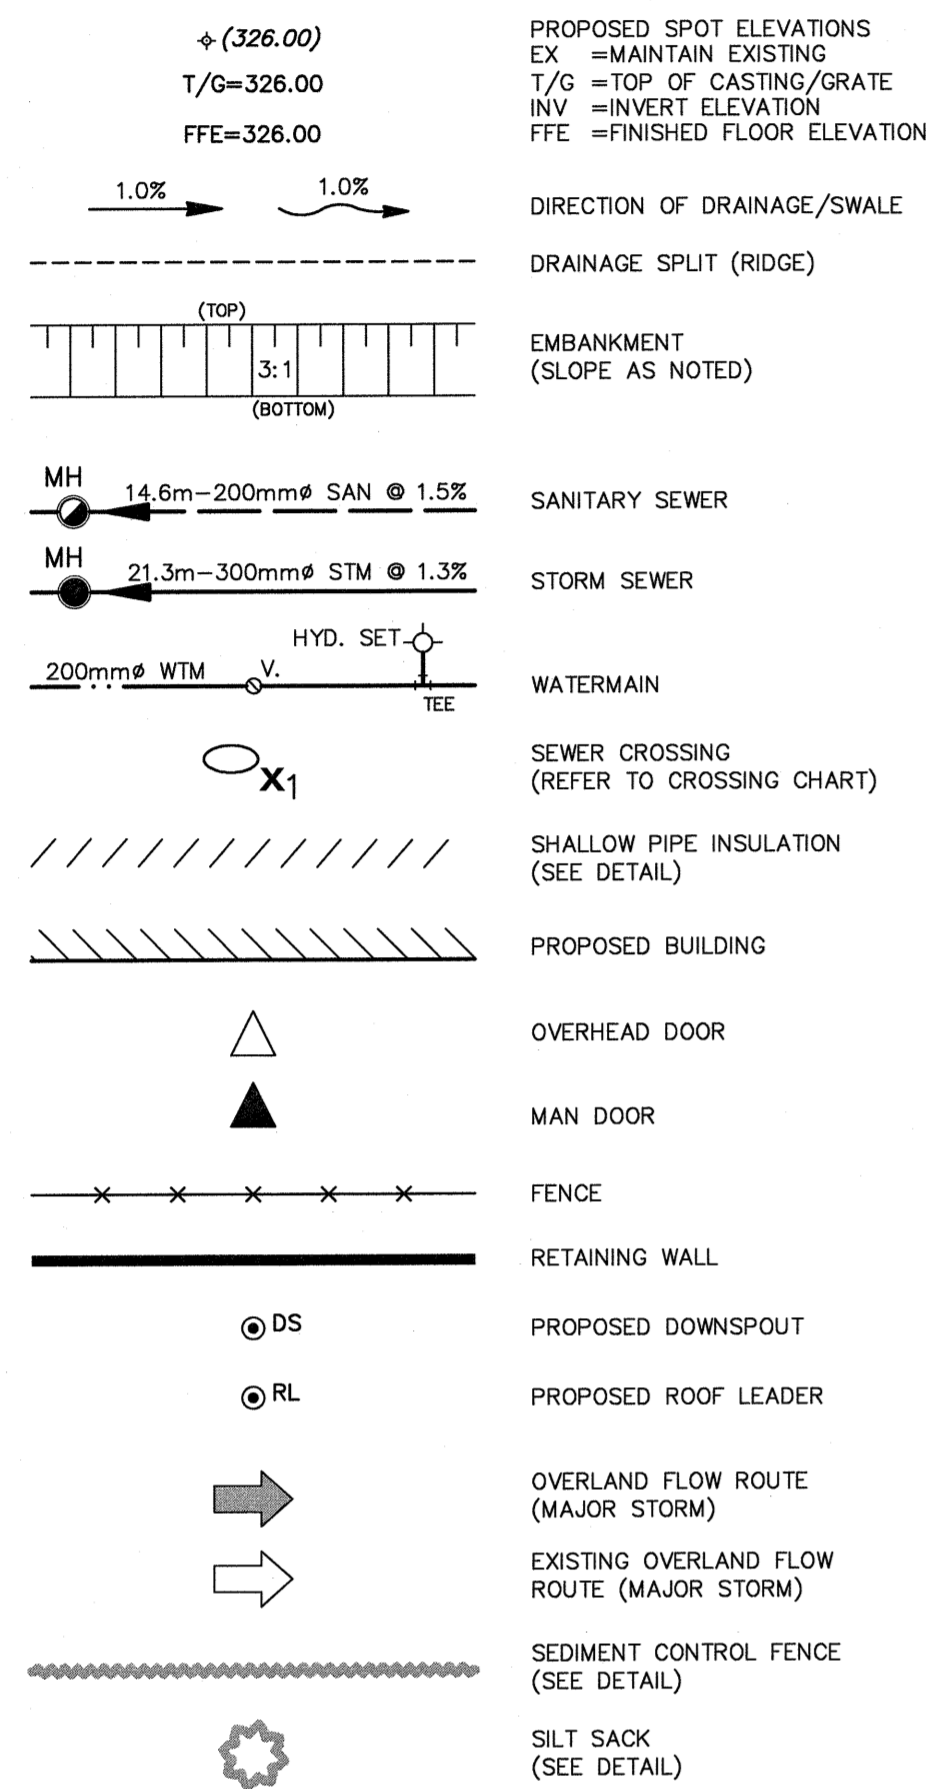 (326.00)
T/G=326.00
FFE=326.00
PROPOSED SPOT ELEVATIONS
EX =MAINTAIN EXISTING
T/G =TOP OF CASTING/GRATE
INV =INVERT ELEVATION
FFE =FINISHED FLOOR ELEVATION
1.0% 1.0%
DIRECTION OF DRAINAGE/SWALE
DRAINAGE SPLIT (RIDGE)
(TOP)
3:1
(BOTTOM)
EMBANKMENT
(SLOPE AS NOTED)
MH
14.6m-200mmø SAN @ 1.5%
SANITARY SEWER
MH
21.3m-300mmø STM @ 1.3%
STORM SEWER
HYD. SET
200mmø WTM V.
TEE
WATERMAIN
X1
SEWER CROSSING
(REFER TO CROSSING CHART)
SHALLOW PIPE INSULATION
(SEE DETAIL)
PROPOSED BUILDING
OVERHEAD DOOR
MAN DOOR
FENCE
RETAINING WALL
DS
PROPOSED DOWNSPOUT
RL
PROPOSED ROOF LEADER
OVERLAND FLOW ROUTE
(MAJOR STORM)
EXISTING OVERLAND FLOW
ROUTE (MAJOR STORM)
SEDIMENT CONTROL FENCE
(SEE DETAIL)
SILT SACK
(SEE DETAIL)